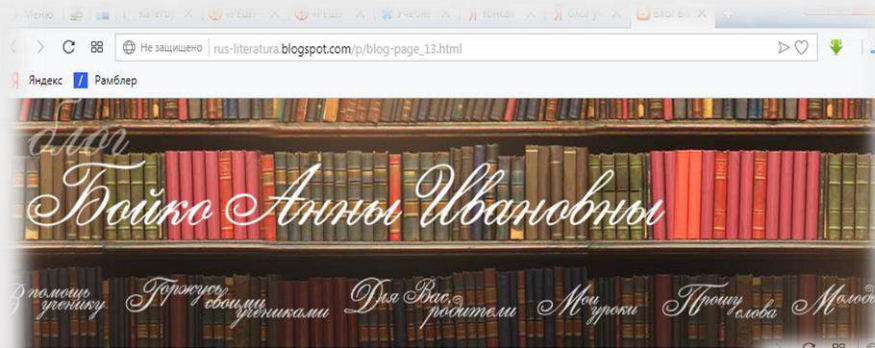 Меню
Не защищено rus-literatura.blogspot.com/p/blog-page_13.html
Яндекс Рамблер
блог
Бойко Анны Ивановны
помощь ученику Горжусь своими учениками Для Вас, родители Мои уроки Прошу слова